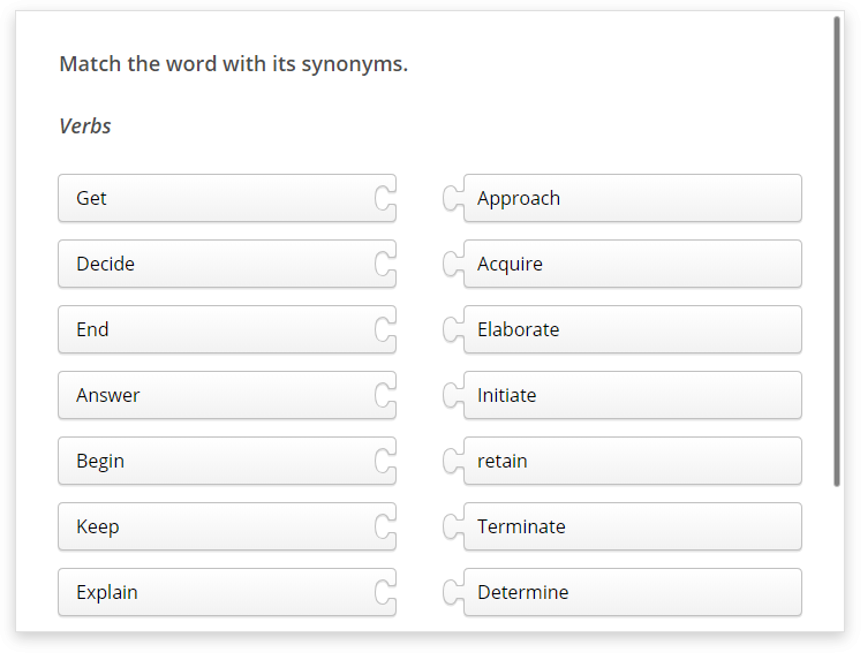 Match the word with its synonyms.
Verbs
Get
Approach
Decide
Acquire
End
Elaborate
Answer
Initiate
Begin
retain
Keep
Terminate
Explain
Determine